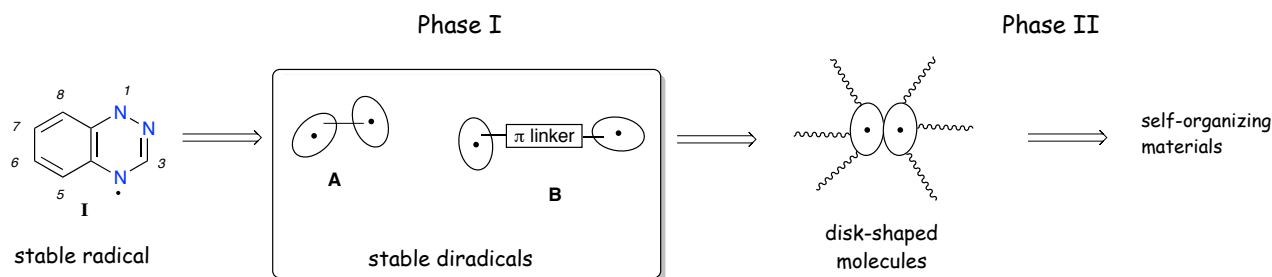 Phase I
Phase II
1
8
N
7
N
6
3
5
N
I
stable radical
A
π linker
B
stable diradicals
disk-shaped
molecules
self-organizing
materials